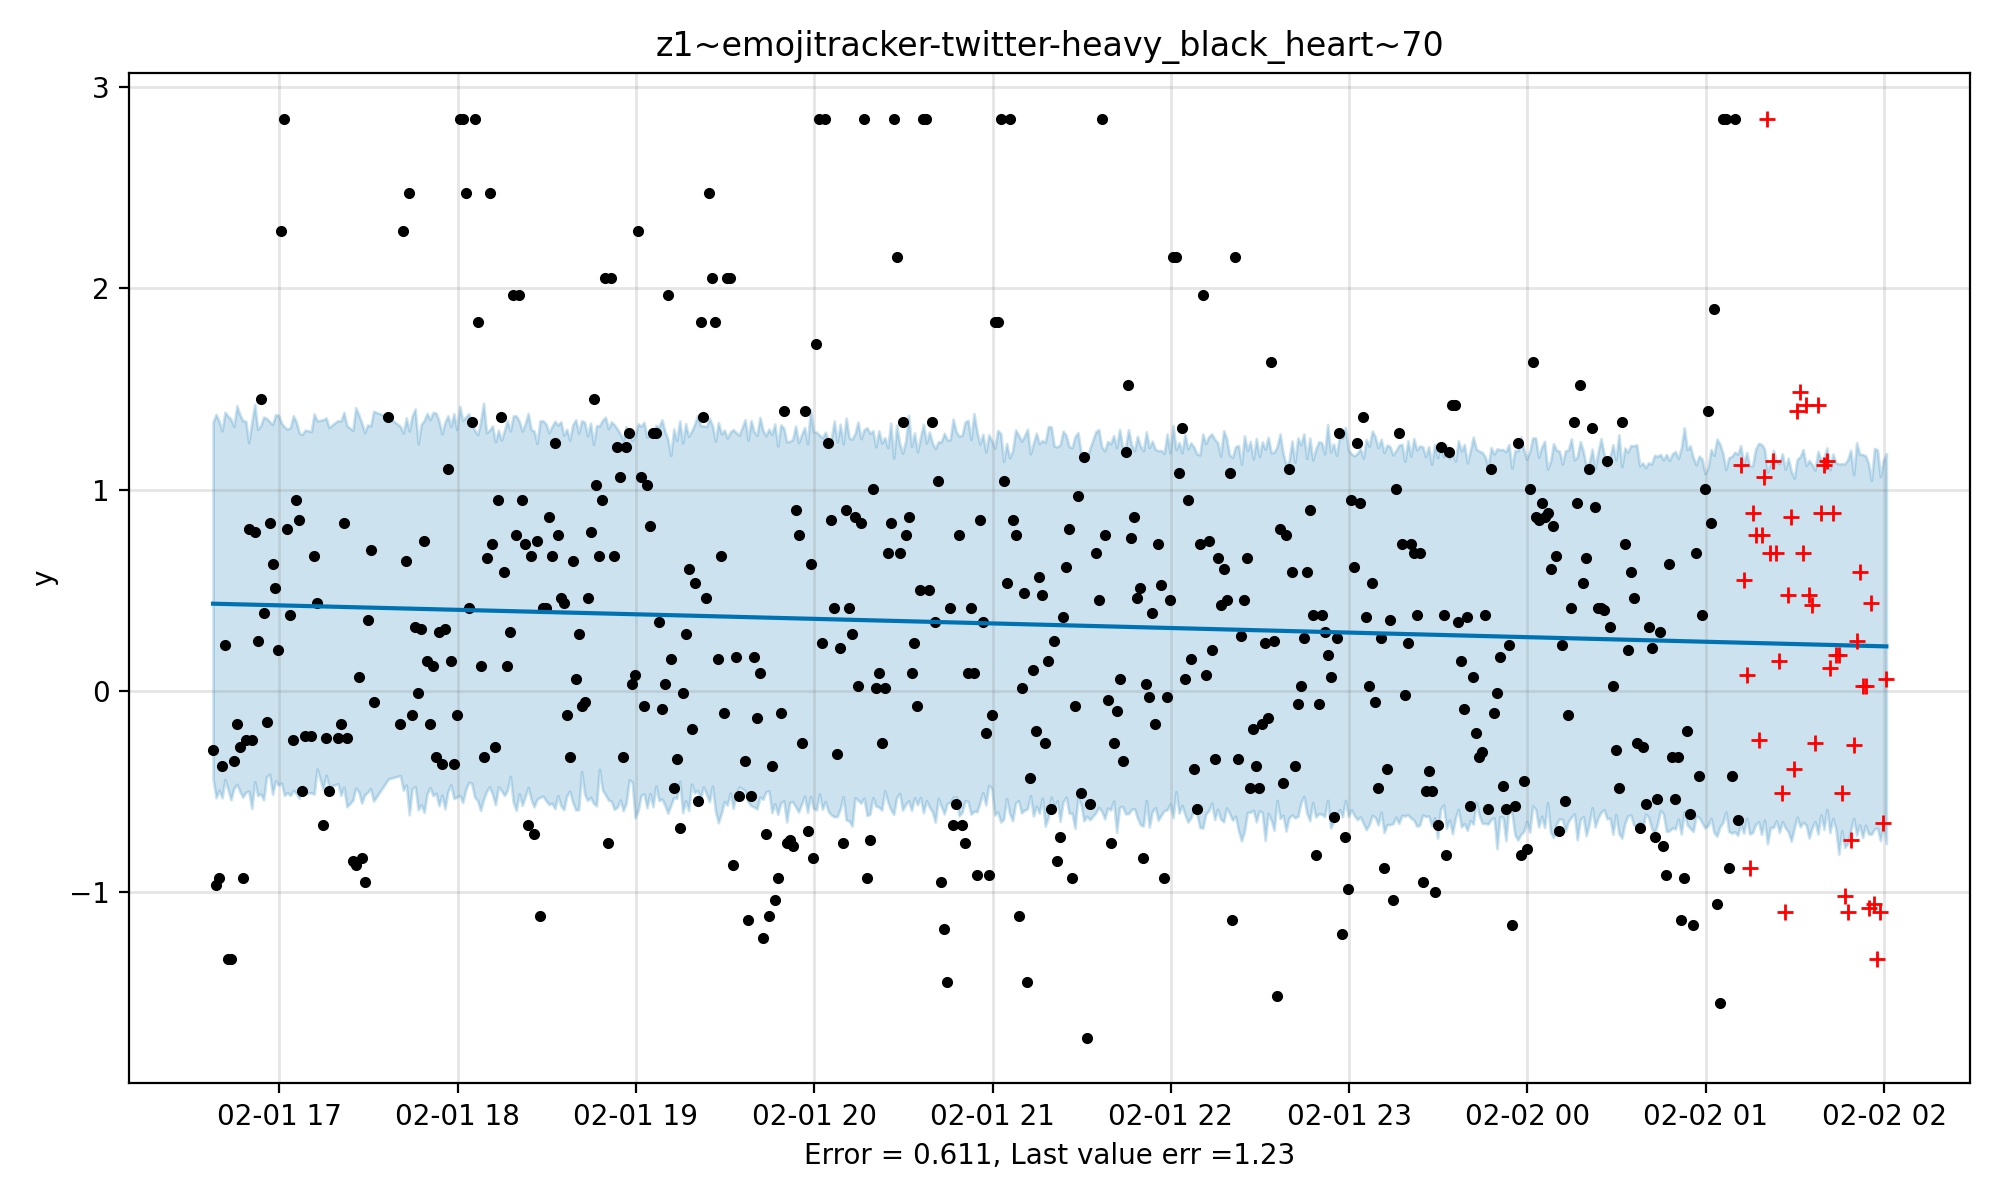 z1~emojitracker-twitter-heavy_black_heart~70
3
2
1
0
−1
y
02-01 17 02-01 18 02-01 19 02-01 20 02-01 21 02-01 22 02-01 23 02-02 00 02-02 01 02-02 02
Error = 0.611, Last value err =1.23